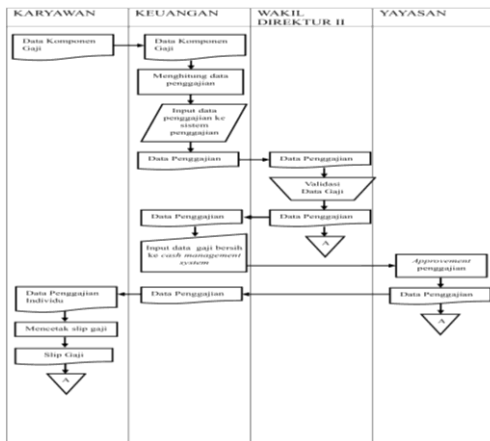 KARYAWAN
KEUANGAN
WAKIL
DIREKTUR II
YAYASAN
Data Komponen
Gaji
Data Komponen
Gaji
Menghitung data
penggajian
Input data
penggajian ke
sistem
penggajian
Data Penggajian
Data Penggajian
Validasi
Data Gaji
Data Penggajian
Data Penggajian
A
Input data gaji bersih
ke cash management
system
Approvement
penggajian
Data Penggajian
Individu
Data Penggajian
Data Penggajian
A
Mencetak slip gaji
Slip Gaji
A